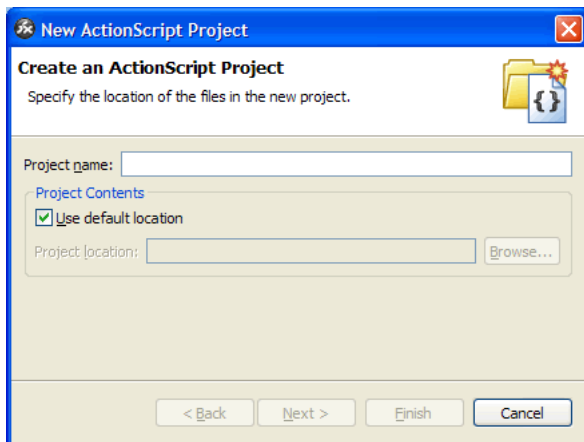 New ActionScript Project
Create an ActionScript Project
Specify the location of the files in the new project.
Project name:
Project Contents
Use default location
Project location:
Browse...
< Back
Next >
Finish
Cancel